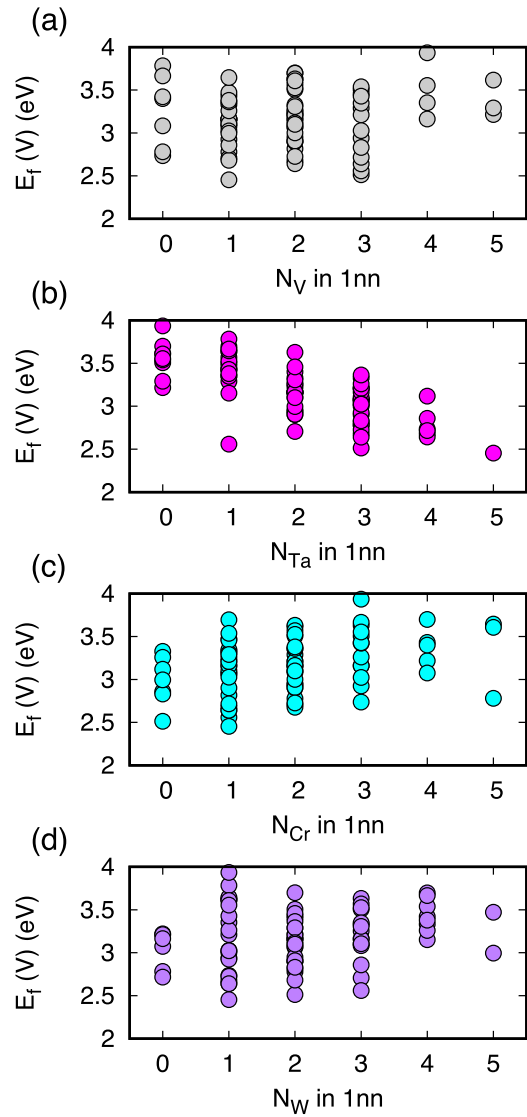 (a)
4
3.5
3
2.5
2
E_f (V) (eV)
0 1 2 3 4 5
N_V in 1nn
(b)
4
3.5
3
2.5
2
E_f (V) (eV)
0 1 2 3 4 5
N_Ta in 1nn
(c)
4
3.5
3
2.5
2
E_f (V) (eV)
0 1 2 3 4 5
N_Cr in 1nn
(d)
4
3.5
3
2.5
2
E_f (V) (eV)
0 1 2 3 4 5
N_W in 1nn